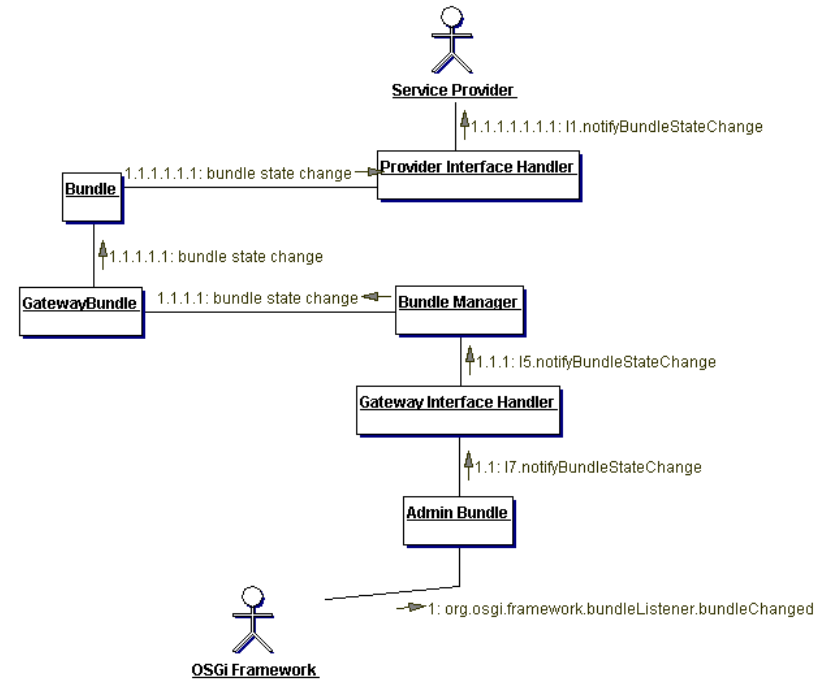 Service Provider
1.1.1.1.1.1.1: I1.notifyBundleStateChange
1.1.1.1.1.1: bundle state change
Provider Interface Handler
Bundle
1.1.1.1.1: bundle state change
GatewayBundle
1.1.1.1: bundle state change
Bundle Manager
1.1.1: I5.notifyBundleStateChange
Gateway Interface Handler
1.1: I7.notifyBundleStateChange
Admin Bundle
1: org.osgi.framework.bundleListener.bundleChanged
OSGi Framework